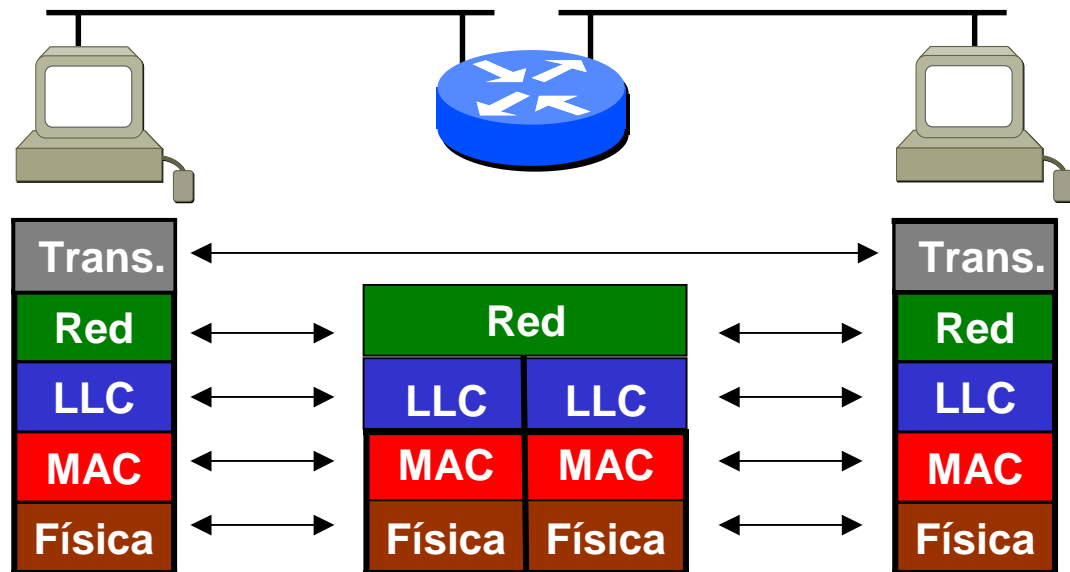 Trans.
Trans.
Red
Red
Red
LLC
LLC
LLC
LLC
MAC
MAC
MAC
MAC
Física
Física
Física
Física